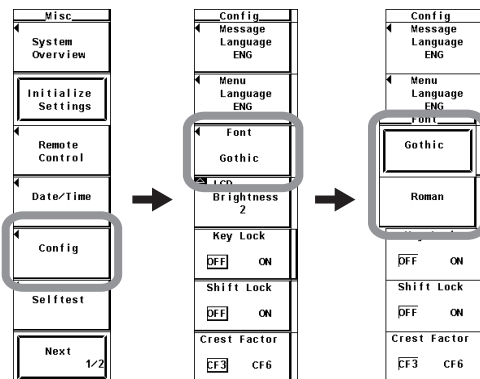 Misc
System
Overview
Initialize
Settings
Remote
Control
Date/Time
Config
Selftest
Next
1/2
Config
Message
Language
ENG
Menu
Language
ENG
Font
Gothic
LCD
Brightness
2
Key Lock
OFF ON
Shift Lock
OFF ON
Crest Factor
CF3 CF6
Config
Message
Language
ENG
Menu
Language
ENG
Font
Gothic
Roman
OFF ON
Shift Lock
OFF ON
Crest Factor
CF3 CF6